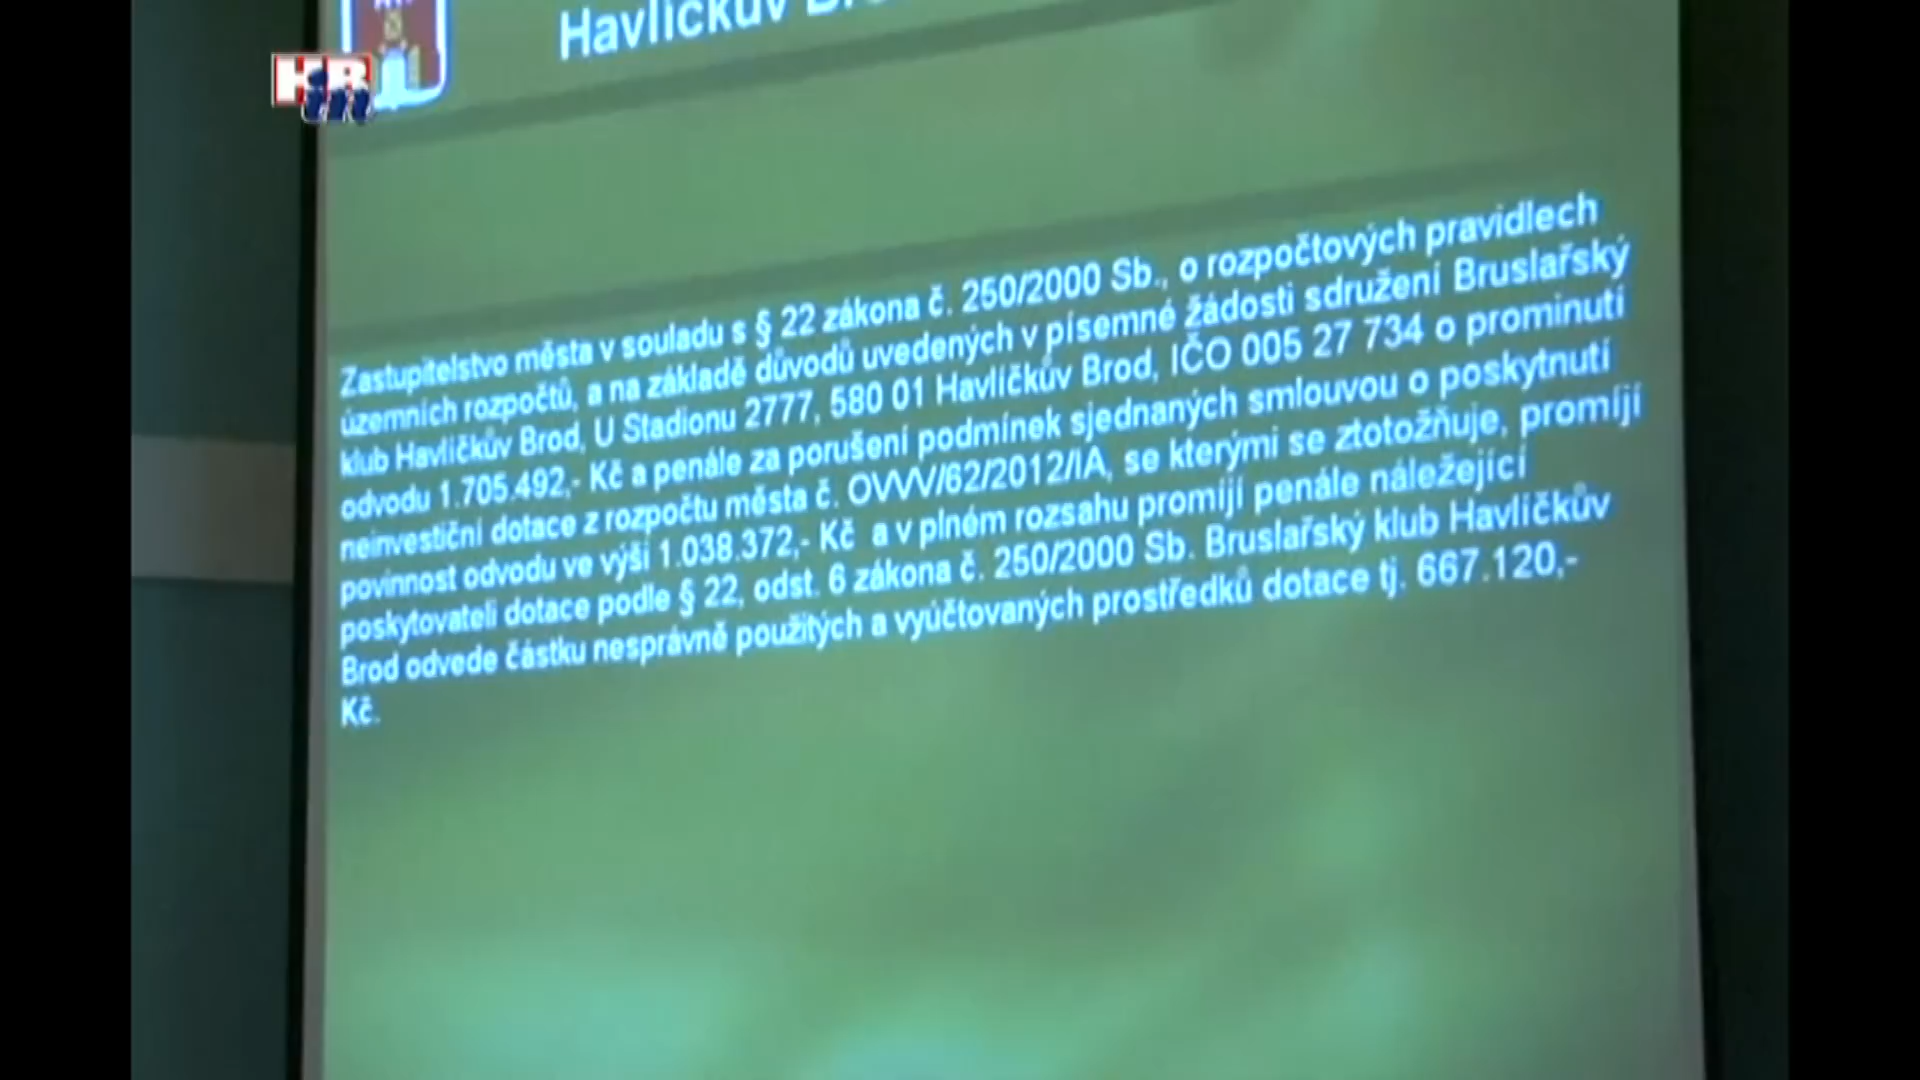 Havlíčkův
HB
tv
Zastupitelstvo města v souladu s § 22 zákona č. 250/2000 Sb., o rozpočtových pravidlech
územních rozpočtů, a na základě důvodů uvedených v písemné žádosti sdružení Bruslařský
klub Havlíčkův Brod, U Stadionu 2777, 580 01 Havlíčkův Brod, IČO 005 27 734 o prominutí
odvodu 1.705.492,- Kč a penále za porušení podmínek sjednaných smlouvou o poskytnutí
neinvestiční dotace z rozpočtu města č. OVVV/62/2012/IA, se kterými se ztotožňuje, promíjí
povinnost odvodu ve výši 1.038.372,- Kč a v plném rozsahu promíjí penále náležející
poskytovateli dotace podle § 22, odst. 6 zákona č. 250/2000 Sb. Bruslařský klub Havlíčkův
Brod odvede částku nesprávně použitých a vyúčtovaných prostředků dotace tj. 667.120,-
Kč.